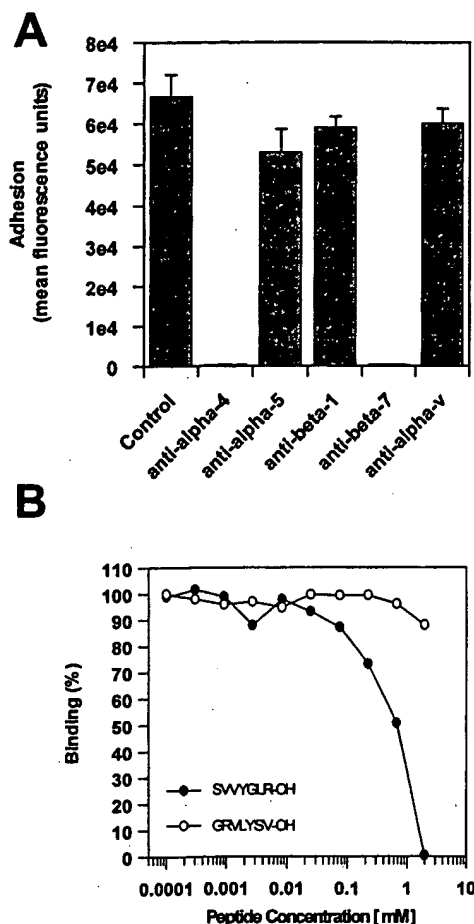 A
8e4
7e4
6e4
5e4
4e4
3e4
2e4
1e4
0
Adhesion
(mean fluorescence units)
Control
anti-alpha-4
anti-alpha-5
anti-beta-1
anti-beta-7
anti-alpha-v
B
110
100
90
80
70
60
50
40
30
20
10
0
Binding (%)
SVVYGLR-OH
GRVLYSV-OH
0.0001 0.001 0.01 0.1 1 10
Peptide Concentration [ mM]